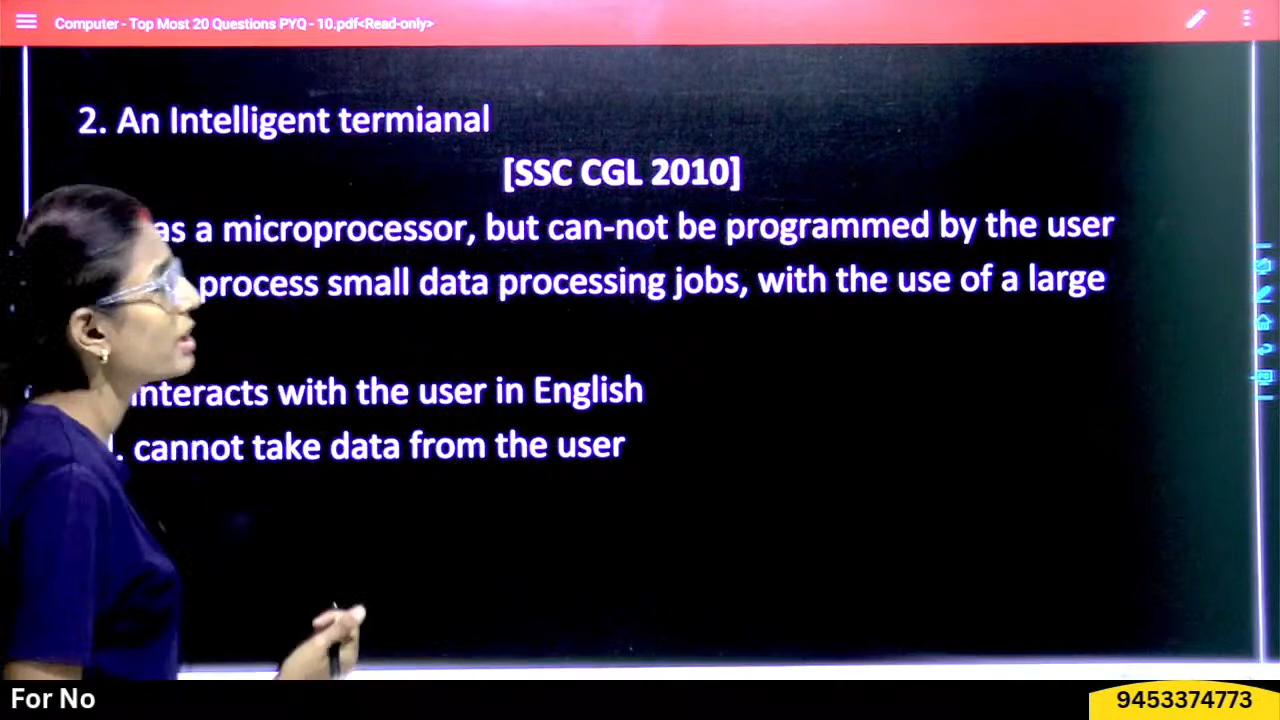 Computer - Top Most 20 Questions PYQ - 10.pdf<Read-only>
2. An Intelligent termianal
[SSC CGL 2010]
a microprocessor, but can-not be programmed by the user
process small data processing jobs, with the use of a large
interacts with the user in English
cannot take data from the user
For No
9453374773